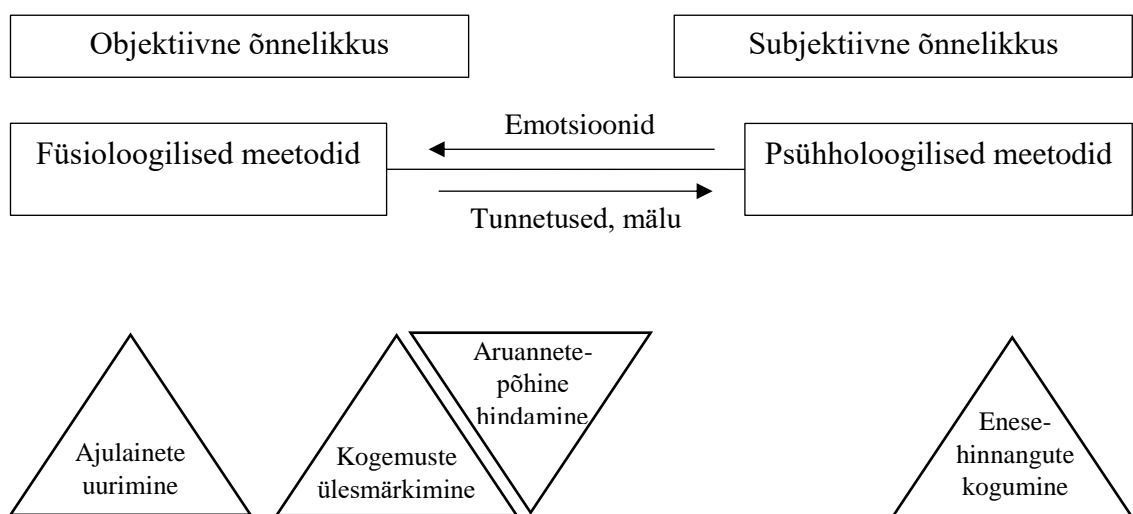 Objektiivne õnnelikkus
Subjektiivne õnnelikkus
Füsioloogilised meetodid
Emotsioonid
Tunnetused, mälu
Psühholoogilised meetodid
Ajulainete
uurimine
Kogemuste
ülesmärkimine
Aruannete-
põhine
hindamine
Enese-
hinnangute
kogumine